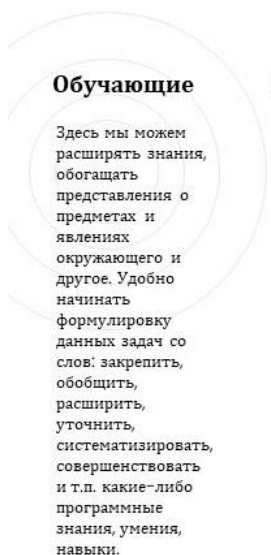 Обучающие
Здесь мы можем
расширять знания,
обогащать
представления о
предметах и
явлениях
окружающего и
другое. Удобно
начинать
формулировку
данных задач со
слов: закрепить,
обобщить,
расширить,
уточнить,
систематизировать,
совершенствовать
и т.п. какие-либо
программные
знания, умения,
навыки.